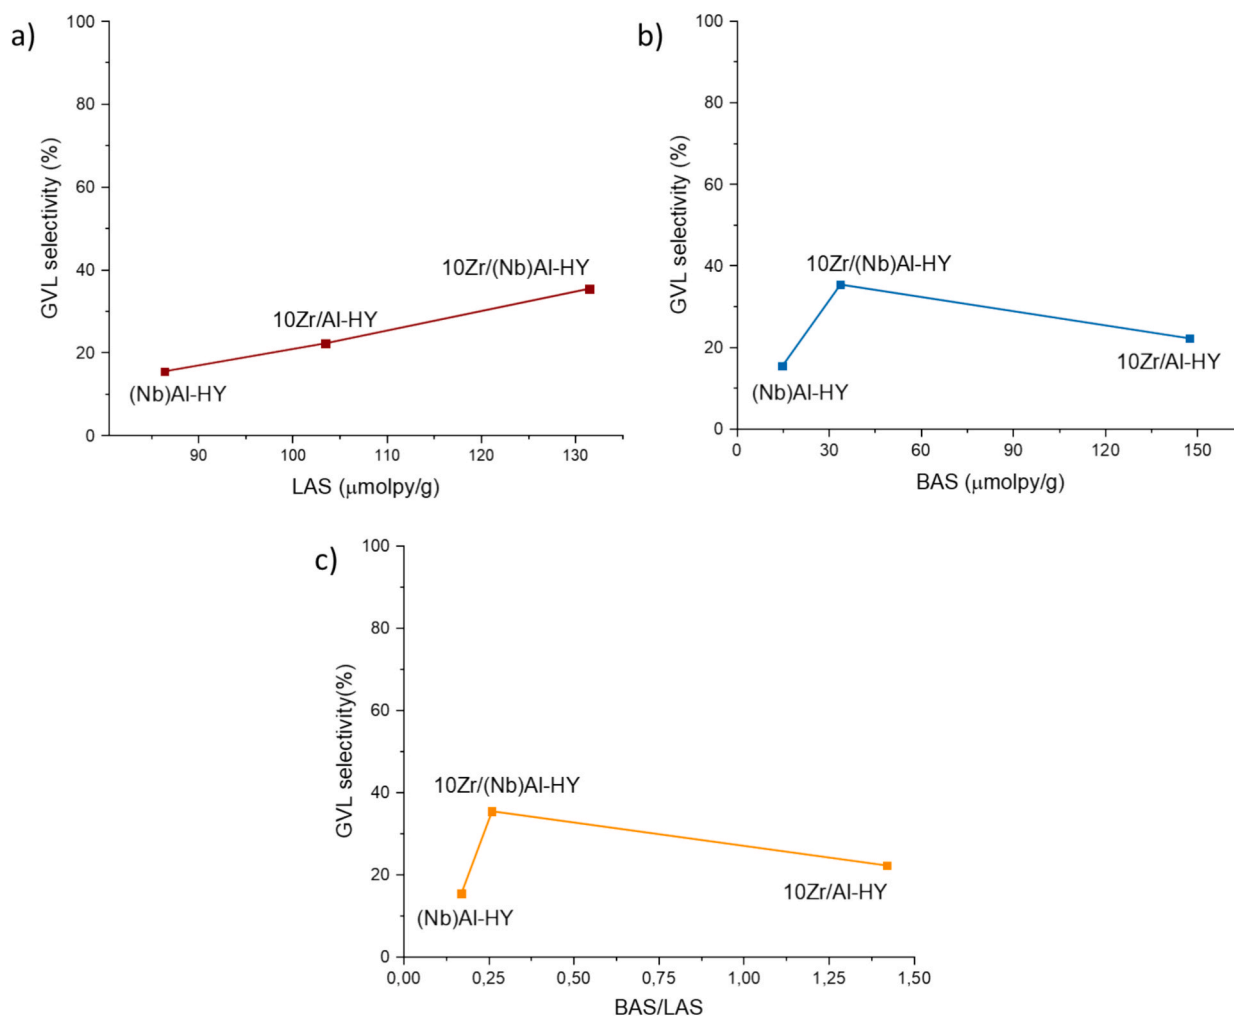 a)
100
80
60
40
20
0
GVL selectivity (%)
10Zr/(Nb)Al-HY
10Zr/Al-HY
(Nb)Al-HY
90 100 110 120 130
LAS (μmolpy/g)
b)
100
80
60
40
20
0
GVL selectivity (%)
10Zr/(Nb)Al-HY
(Nb)Al-HY
10Zr/Al-HY
0 30 60 90 120 150
BAS (μmolpy/g)
c)
100
80
60
40
20
0
GVL selectivity(%)
10Zr/(Nb)Al-HY
(Nb)Al-HY
10Zr/Al-HY
0,00 0,25 0,75 1,00 1,25 1,50
BAS/LAS